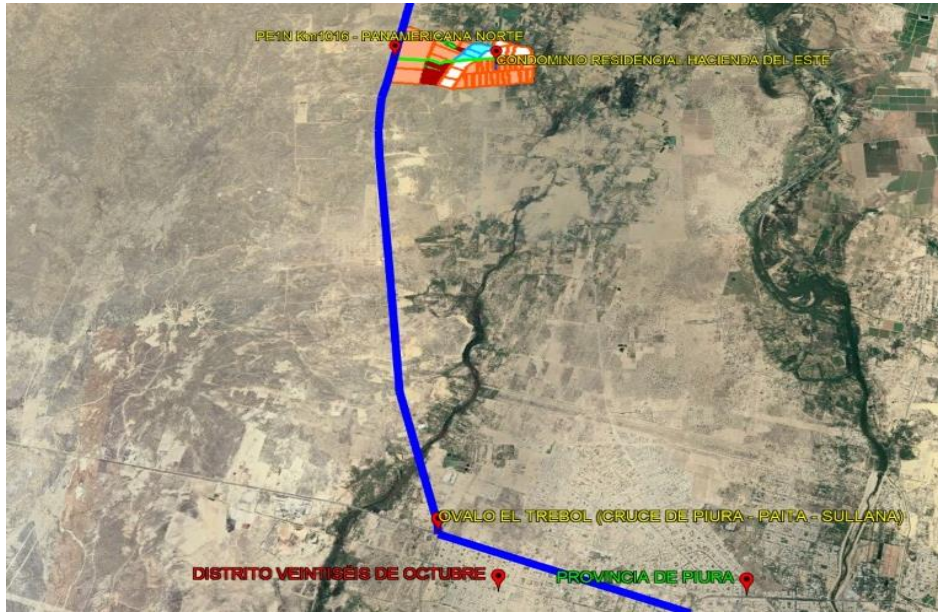 PE1N Km1016 - PANAMERICANA NORTE
CONDOMINIO RESIDENCIAL HACIENDA DEL ESTE
OVALO EL TREBOL (CRUCE DE PIURA - PAITA - SULLANA)
DISTRITO VEINTISÉIS DE OCTUBRE
PROVINCIA DE PIURA